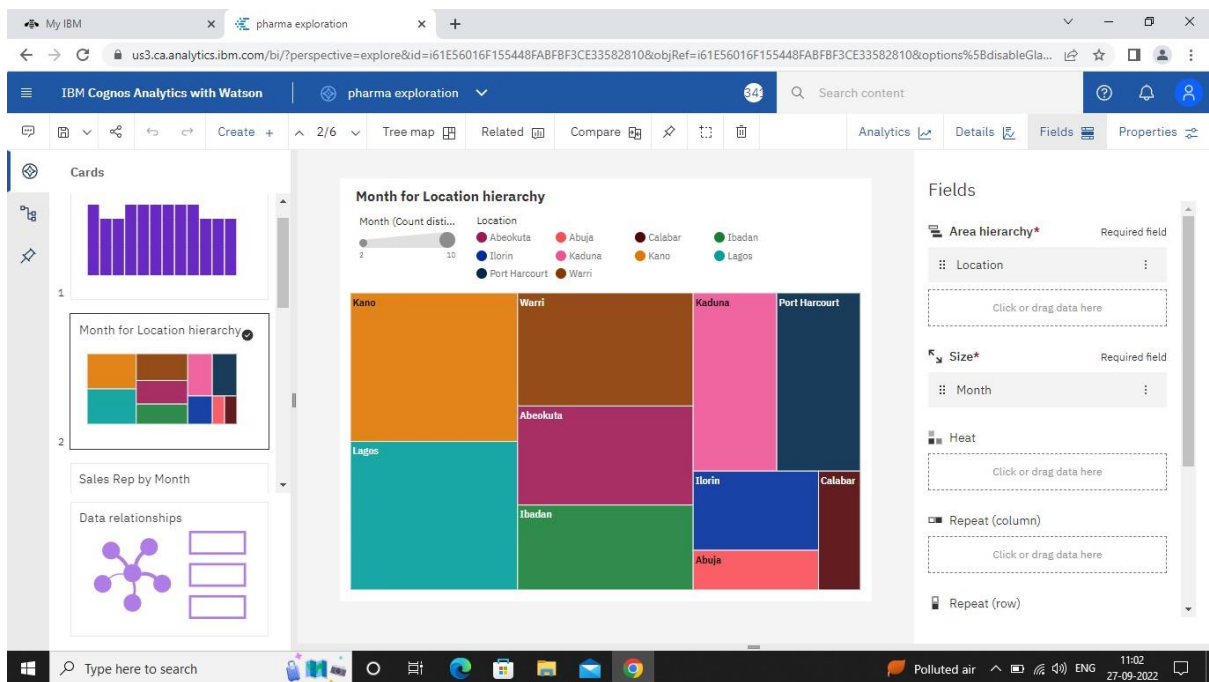 My IBM
pharma exploration
us3.ca.analytics.ibm.com/bi/?perspective=explore&id=i61E56016F155448FABFBF3CE33582810&objRef=i61E56016F155448FABFBF3CE33582810&options%5BdisableGla...
IBM Cognos Analytics with Watson
pharma exploration
Search content
Create
2/6
Tree map
Related
Compare
Analytics
Details
Fields
Properties
Cards
1
Month for Location hierarchy
2
Sales Rep by Month
Data relationships
Month for Location hierarchy
Month (Count disti...
2 10
Location
Abeokuta Abuja Calabar Ibadan
Ilorin Kaduna Kano Lagos
Port Harcourt Warri
Kano
Warri
Kaduna
Port Harcourt
Abeokuta
Lagos
Ilorin
Calabar
Ibadan
Abuja
Fields
Area hierarchy* Required field
Location
Click or drag data here
Size* Required field
Month
Heat
Click or drag data here
Repeat (column)
Click or drag data here
Repeat (row)
Type here to search
Polluted air
ENG
11:02
27-09-2022